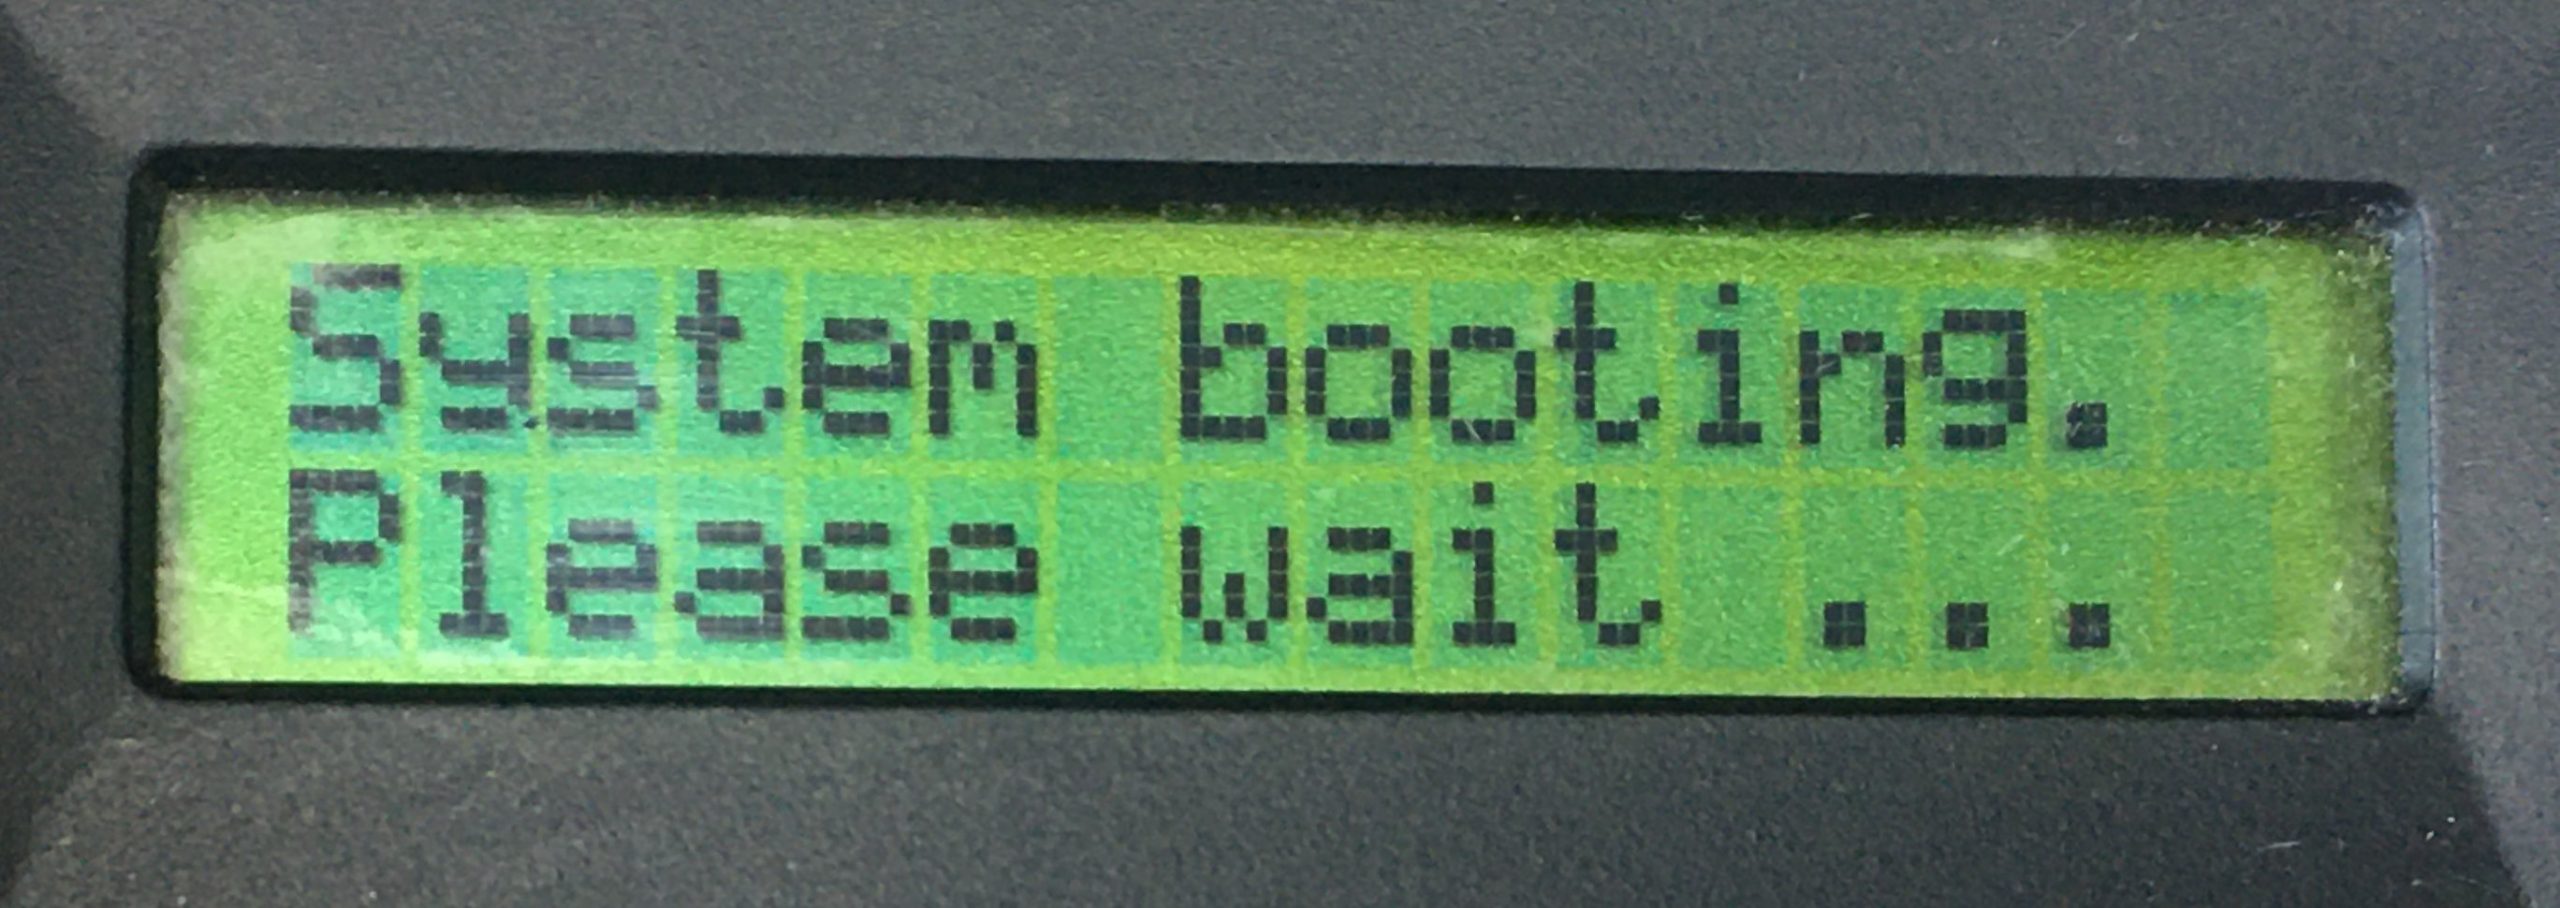 System booting.
Please wait ...